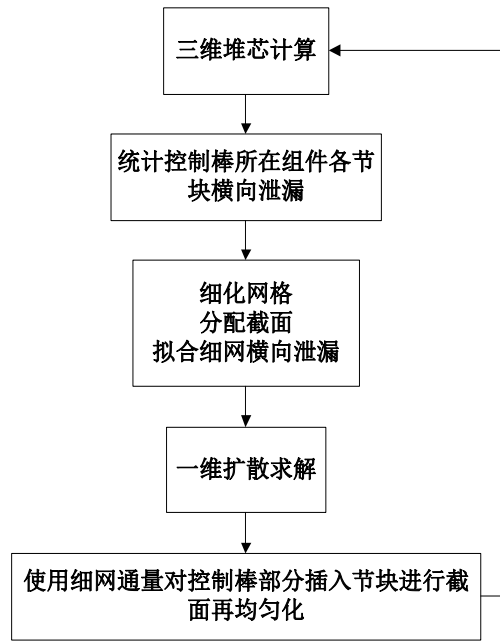 三维堆芯计算
统计控制棒所在组件各节
块横向泄漏
细化网格
分配截面
拟合细网横向泄漏
一维扩散求解
使用细网通量对控制棒部分插入节块进行截
面再均匀化